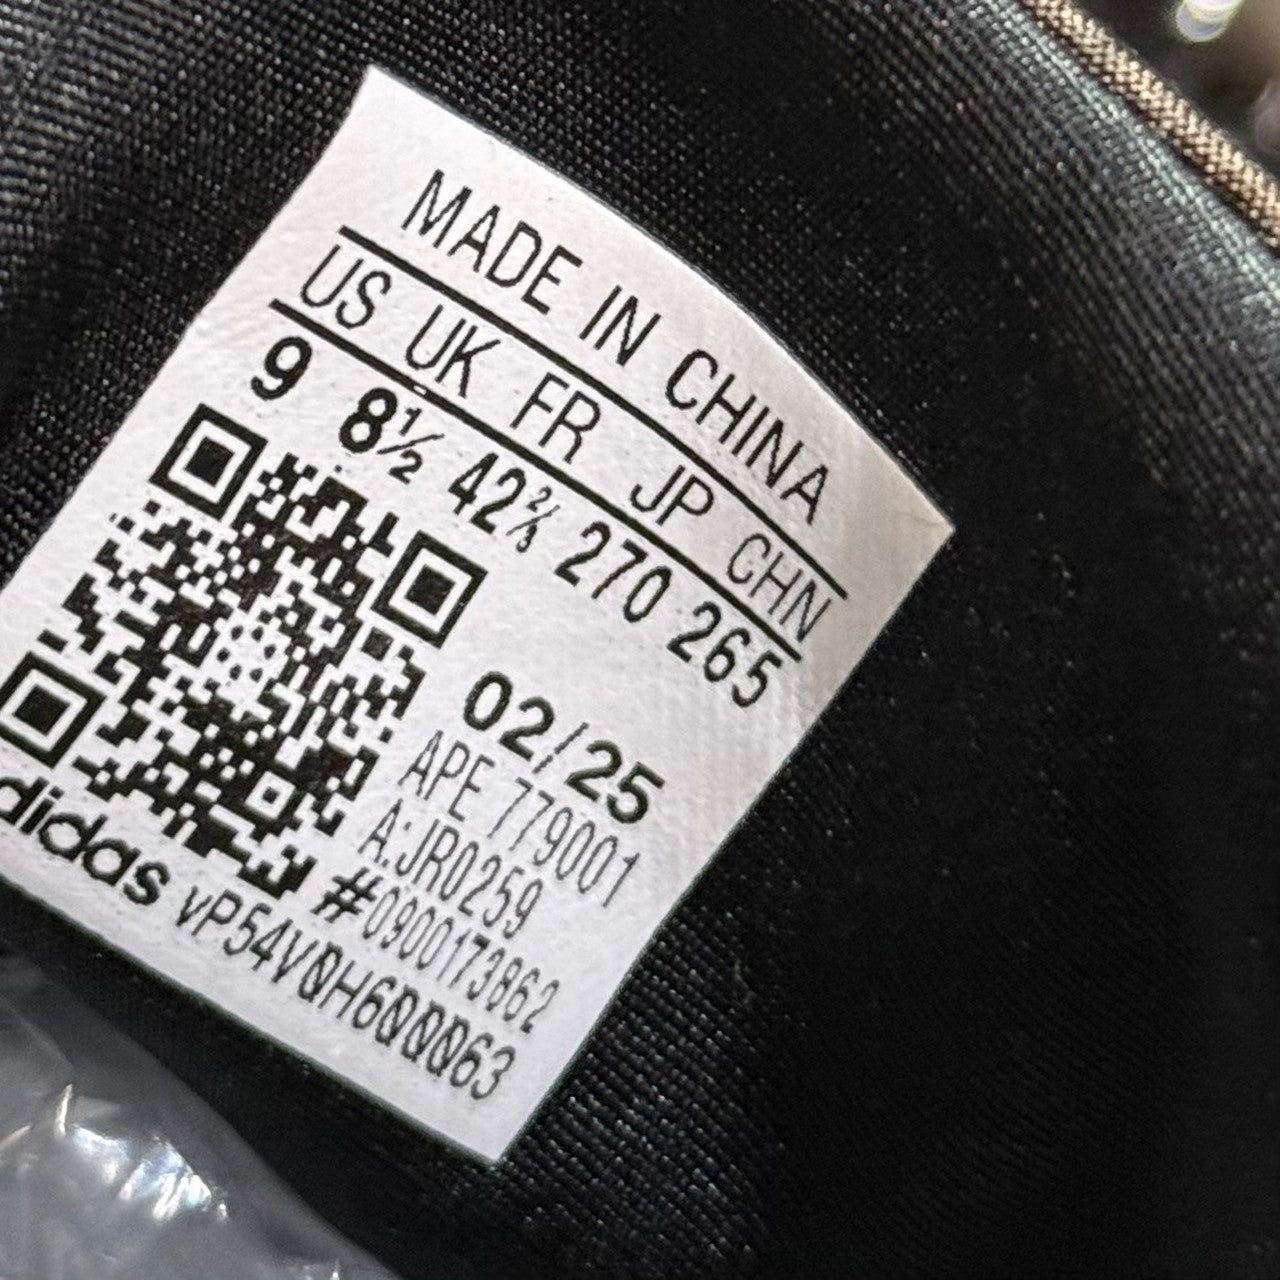 MADE IN CHINA
US UK FR JP CHN
9 8½ 42⅔ 270 265
02/25
APE 779001
A:JR0259
#0900173862
adidas vP54V0H600063